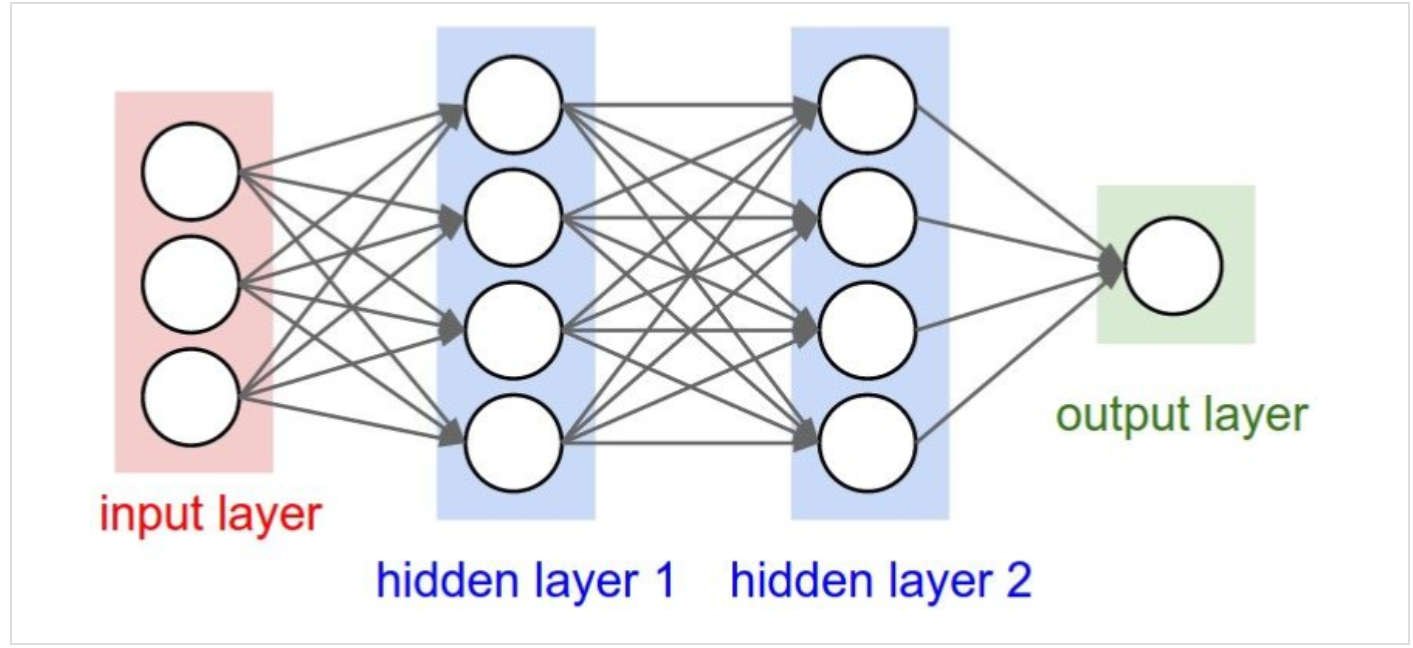 input layer
hidden layer 1
hidden layer 2
output layer